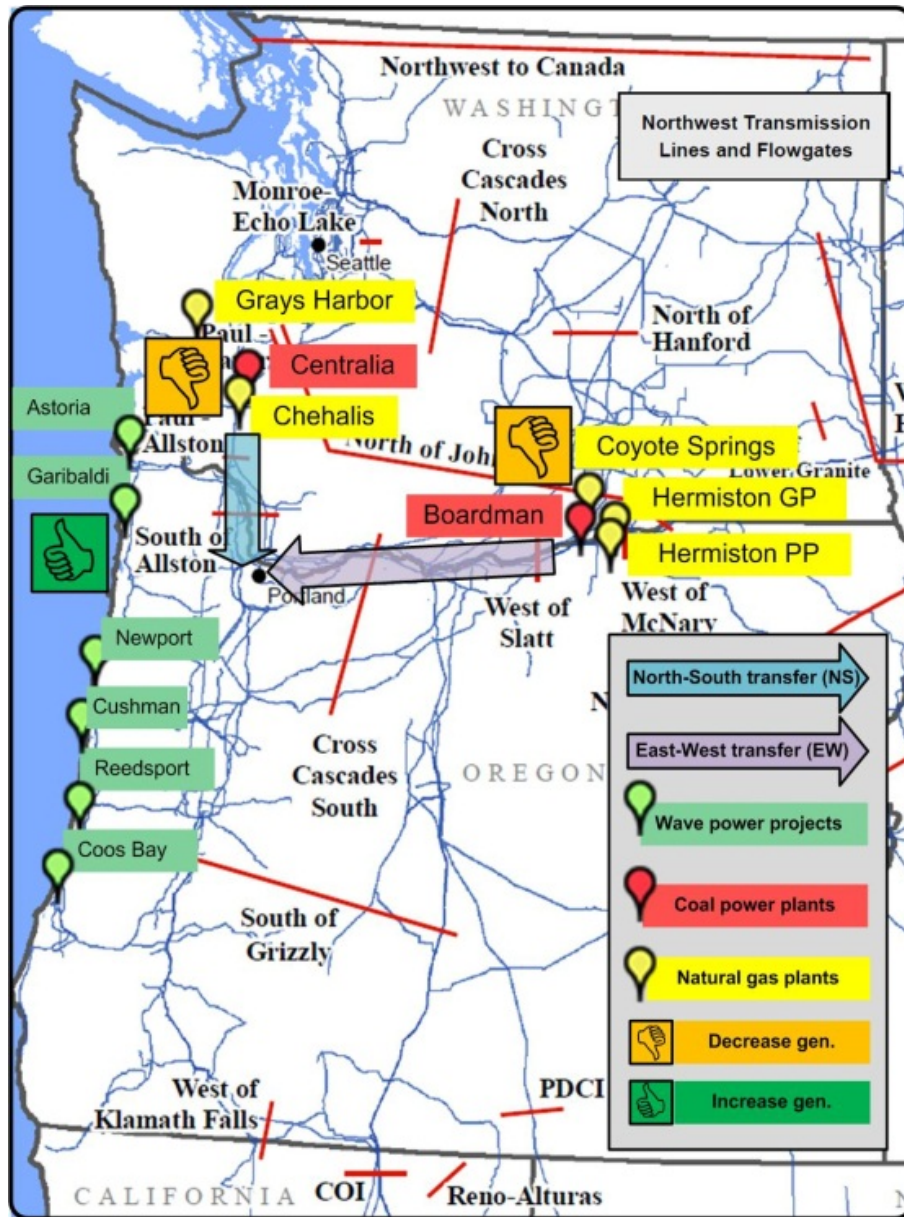 Northwest to Canada
WASHINGT
Northwest Transmission
Lines and Flowgates
Cross
Cascades
North
Monroe-
Echo Lake
Seattle
Grays Harbor
Paul -
North of
Hanford
Centralia
Chehalis
Astoria
Paul -
Allston
North of Joh
Coyote Springs
Lower Granite
Garibaldi
Hermiston GP
Boardman
South of
Allston
Hermiston PP
Portland
West of
Slatt
West of
McNary
Newport
North-South transfer (NS)
Cushman
East-West transfer (EW)
Cross
Cascades
South
OREGON
Reedsport
Wave power projects
Coos Bay
Coal power plants
South of
Grizzly
Natural gas plants
Decrease gen.
West of
Klamath Falls
PDCI
Increase gen.
CALIFORNIA
COI
Reno-Alturas